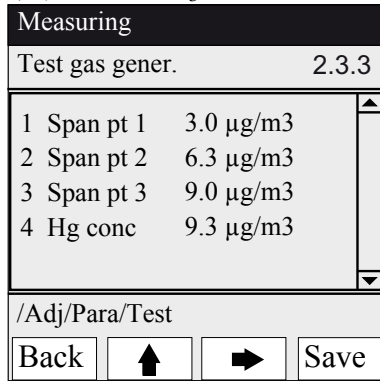 Measuring
Test gas gener. 2.3.3
1 Span pt 1 3.0 µg/m3
2 Span pt 2 6.3 µg/m3
3 Span pt 3 9.0 µg/m3
4 Hg conc 9.3 µg/m3
/Adj/Para/Test
Back Save